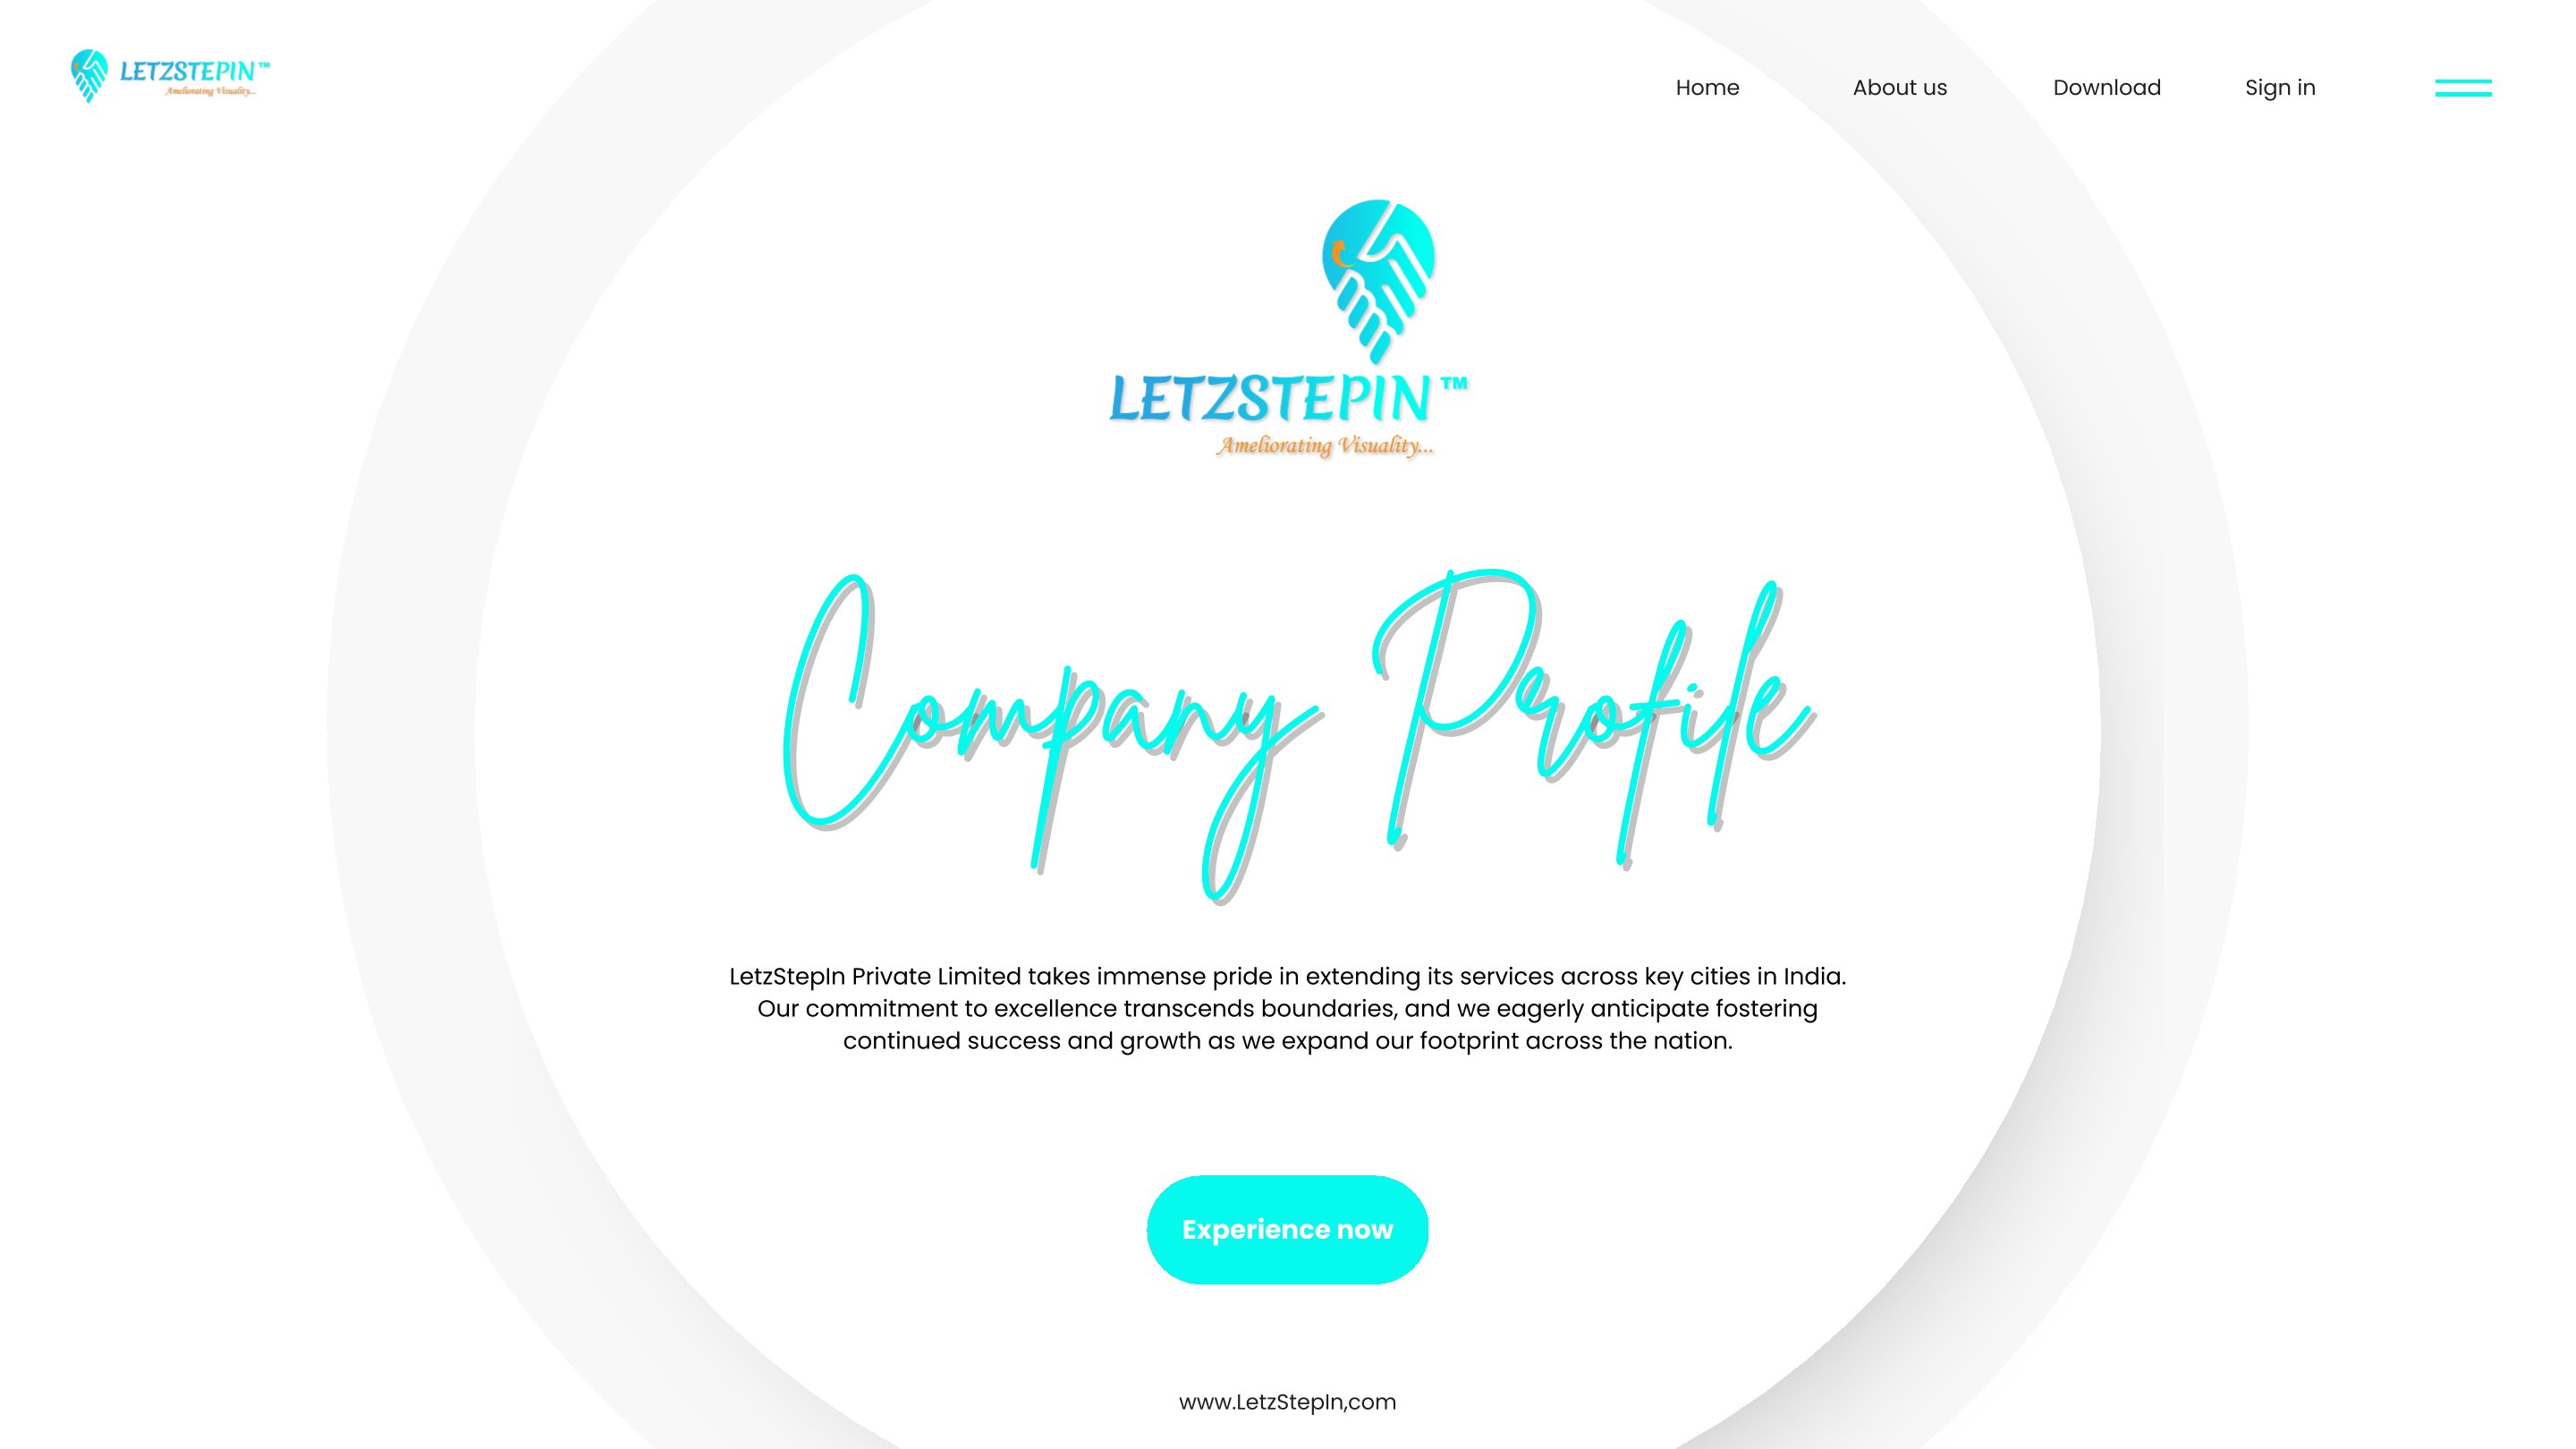 LETZSTEPIN™
Ameliorating Visuality...
Home About us Download Sign in
LETZSTEPIN™
Ameliorating Visuality...
Company Profile
LetzStepIn Private Limited takes immense pride in extending its services across key cities in India.
Our commitment to excellence transcends boundaries, and we eagerly anticipate fostering
continued success and growth as we expand our footprint across the nation.
Experience now
www.LetzStepIn,com